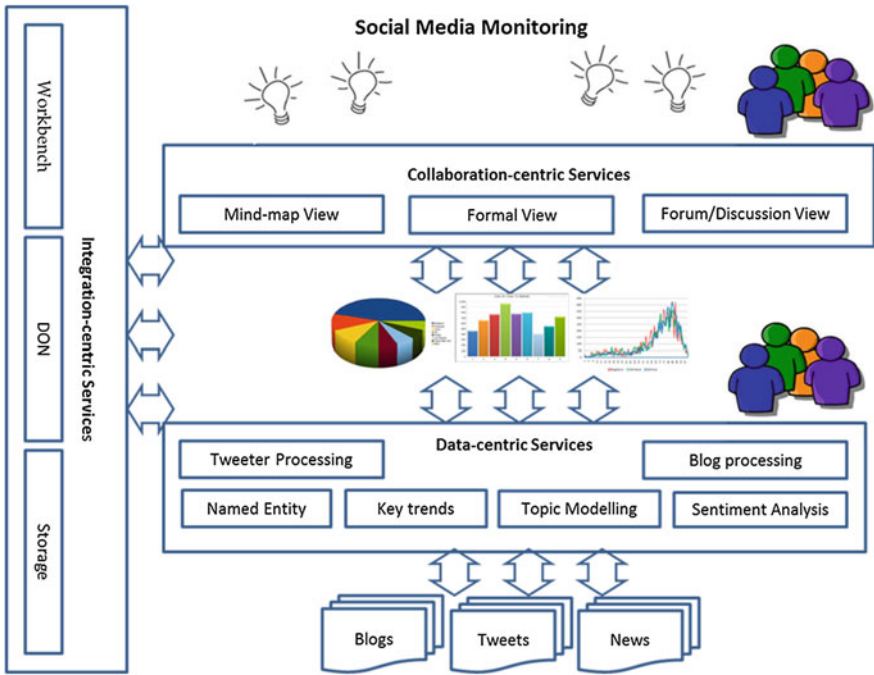 Social Media Monitoring
Workbench
DON
Storage
Integration-centric Services
Collaboration-centric Services
Mind-map View
Formal View
Forum/Discussion View
Data-centric Services
Tweeter Processing
Blog processing
Named Entity
Key trends
Topic Modelling
Sentiment Analysis
Blogs
Tweets
News